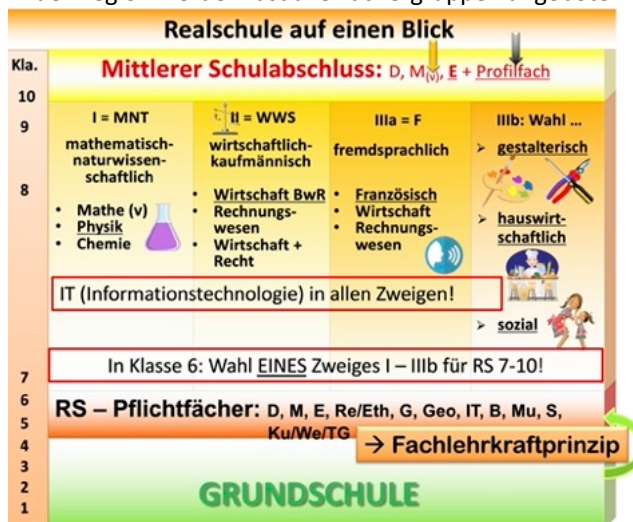 Realschule auf einen Blick
Kla.
Mittlerer Schulabschluss: D, M(v), E + Profilfach
10
9
8
7
6
5
4
3
2
1
I = MNT
mathematisch-
naturwissen-
schaftlich
• Mathe (v)
• Physik
• Chemie
II = WWS
wirtschaftlich-
kaufmännisch
• Wirtschaft BwR
• Rechnungs-
wesen
• Wirtschaft +
Recht
IIIa = F
fremdsprachlich
• Französisch
• Wirtschaft
• Rechnungs-
wesen
IIIb: Wahl ...
➢ gestalterisch
➢ hauswirt-
schaftlich
➢ sozial
IT (Informationstechnologie) in allen Zweigen!
In Klasse 6: Wahl EINES Zweiges I – IIIb für RS 7-10!
RS – Pflichtfächer: D, M, E, Re/Eth, G, Geo, IT, B, Mu, S,
Ku/We/TG
→ Fachlehrkraftprinzip
GRUNDSCHULE